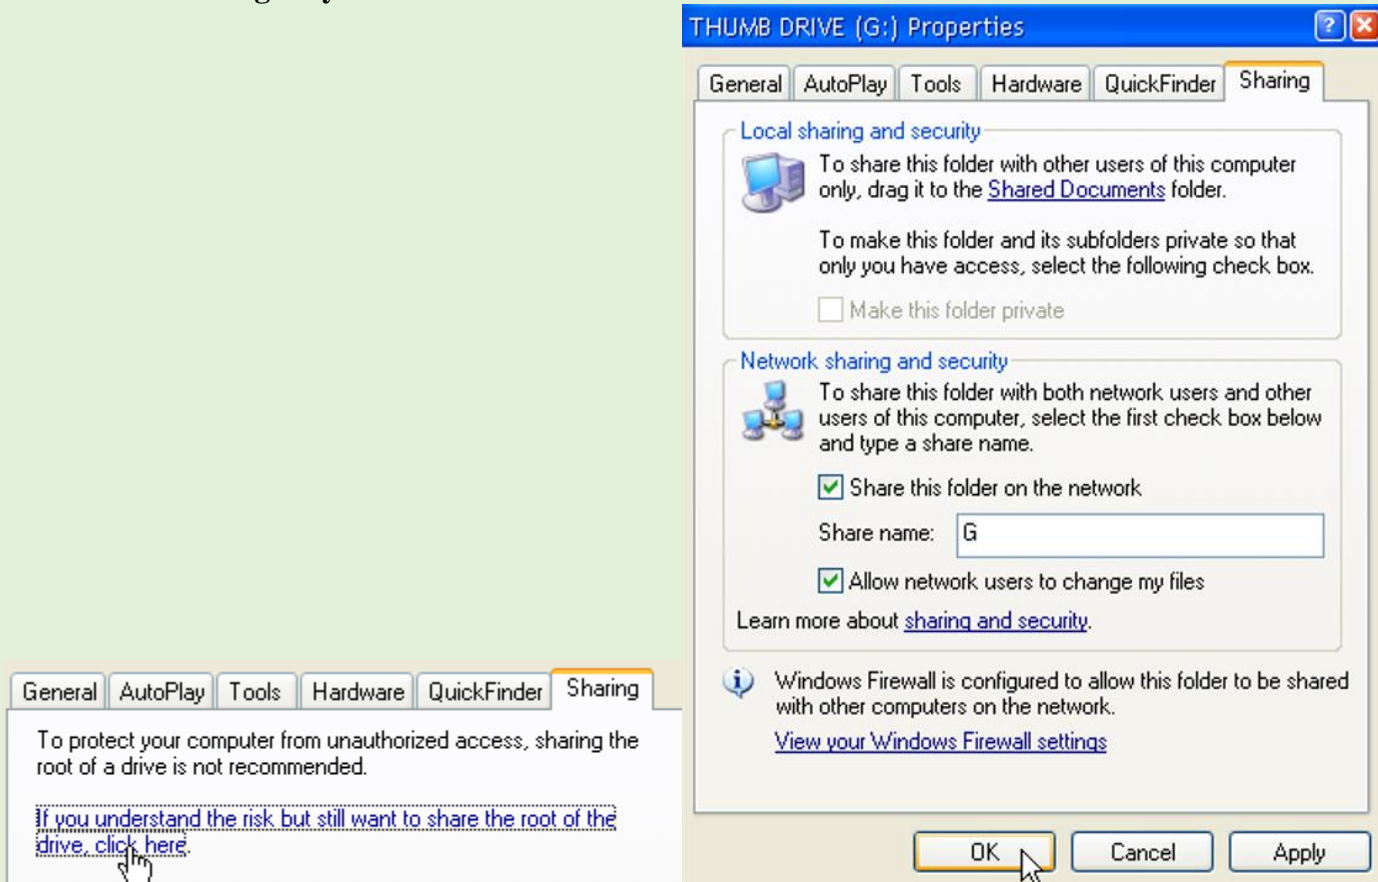 THUMB DRIVE (G:) Properties
General AutoPlay Tools Hardware QuickFinder Sharing
Local sharing and security
To share this folder with other users of this computer
only, drag it to the Shared Documents folder.
To make this folder and its subfolders private so that
only you have access, select the following check box.
Make this folder private
Network sharing and security
To share this folder with both network users and other
users of this computer, select the first check box below
and type a share name.
Share this folder on the network
Share name: G
Allow network users to change my files
Learn more about sharing and security.
Windows Firewall is configured to allow this folder to be shared
with other computers on the network.
View your Windows Firewall settings
OK Cancel Apply
General AutoPlay Tools Hardware QuickFinder Sharing
To protect your computer from unauthorized access, sharing the
root of a drive is not recommended.
If you understand the risk but still want to share the root of the
drive, click here.